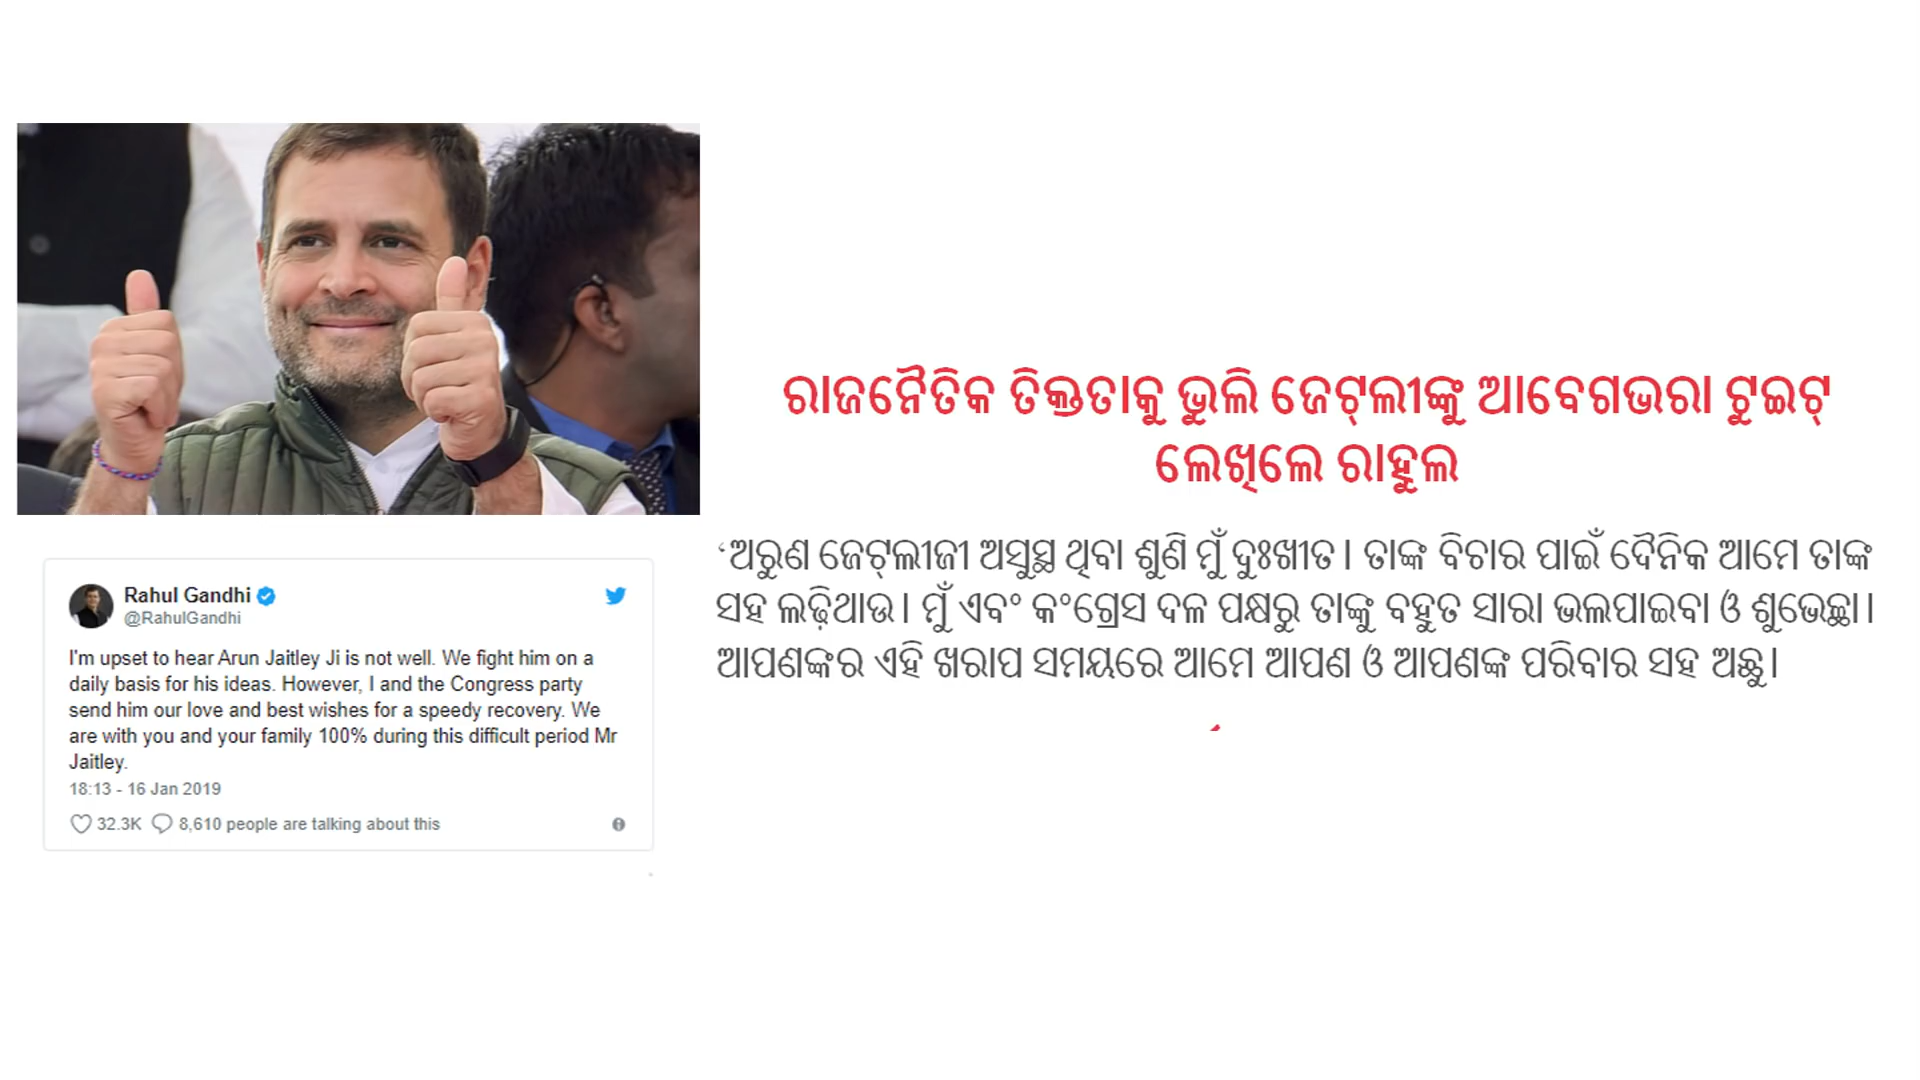 ରାଜନୈତିକ ତିକ୍ତତାକୁ ଭୁଲି ଜେଟ୍‌ଲୀଙ୍କୁ ଆବେଗଭରା ଟୁଇଟ୍
ଲେଖିଲେ ରାହୁଲ
‘ଅରୁଣ ଜେଟ୍‌ଲୀଜୀ ଅସୁସ୍ଥ ଥିବା ଶୁଣି ମୁଁ ଦୁଃଖୀତ। ତାଙ୍କ ବିଚାର ପାଇଁ ଦୈନିକ ଆମେ ତାଙ୍କ
ସହ ଲଢ଼ିଥାଉ। ମୁଁ ଏବଂ କଂଗ୍ରେସ ଦଳ ପକ୍ଷରୁ ତାଙ୍କୁ ବହୁତ ସାରା ଭଲପାଇବା ଓ ଶୁଭେଚ୍ଛା।
ଆପଣଙ୍କର ଏହି ଖରାପ ସମୟରେ ଆମେ ଆପଣ ଓ ଆପଣଙ୍କ ପରିବାର ସହ ଅଛୁ।
Rahul Gandhi
@RahulGandhi
I'm upset to hear Arun Jaitley Ji is not well. We fight him on a
daily basis for his ideas. However, I and the Congress party
send him our love and best wishes for a speedy recovery. We
are with you and your family 100% during this difficult period Mr
Jaitley.
18:13 - 16 Jan 2019
32.3K 8,610 people are talking about this